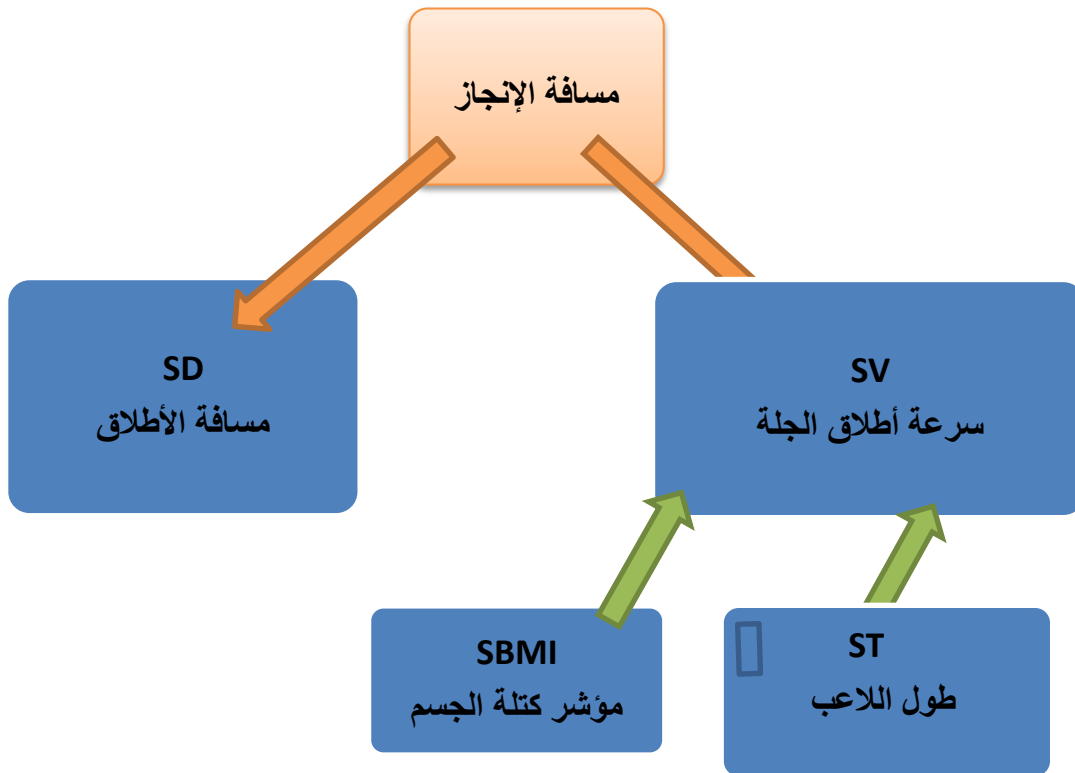 مسافة الإنجاز
SV
سرعة أطلاق الجلة
SD
مسافة الأطلاق
ST
طول اللاعب
SBMI
مؤشر كتلة الجسم